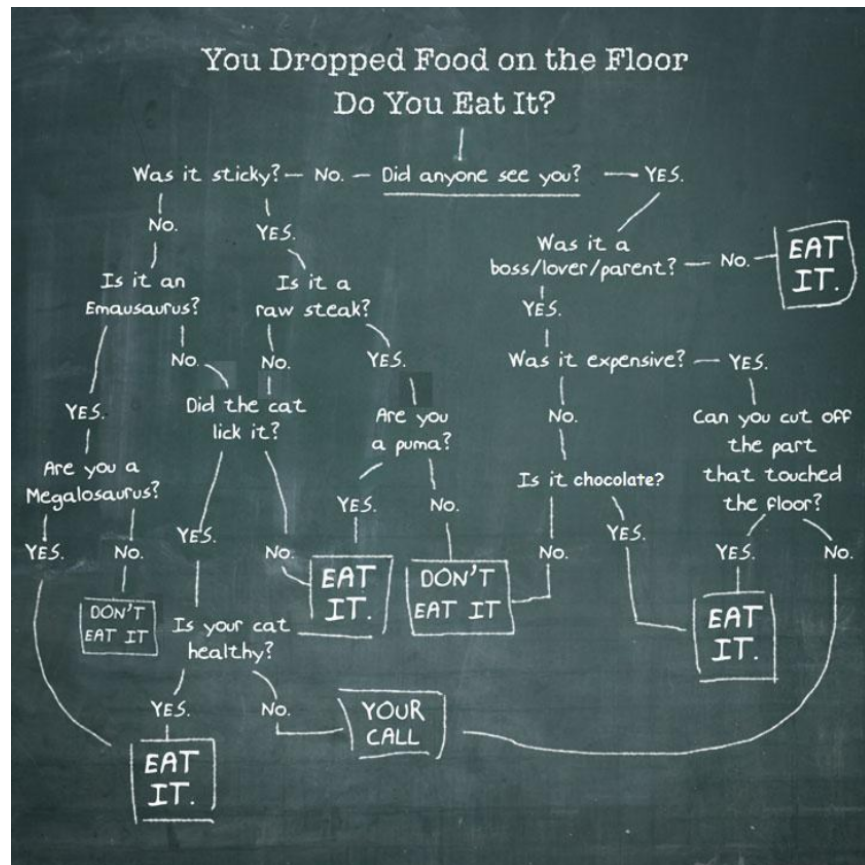 You Dropped Food on the Floor
Do You Eat It?
Was it sticky? No. Did anyone see you? YES.
No.
YES.
Was it a
boss/lover/parent?
No.
EAT
IT.
Is it an
Emausaurus?
Is it a
raw steak?
YES.
No.
No.
YES.
Was it expensive? YES.
YES.
Did the cat
lick it?
Are you
a puma?
No.
Can you cut off
the part
that touched
the floor?
Are you a
Megalosaurus?
Is it chocolate?
YES.
No.
YES.
No.
YES.
No.
No.
YES.
YES.
No.
DON'T
EAT IT
EAT
IT.
DON'T
EAT IT
EAT
IT.
Is your cat
healthy?
YES.
No.
YOUR
CALL
EAT
IT.